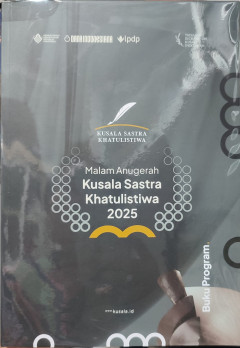 lpdp
KUSALA SASTRA
KHATULISTIWA
Malam Anugerah
Kusala Sastra
Khatulistiwa
2025
Buku Program
kusala.id